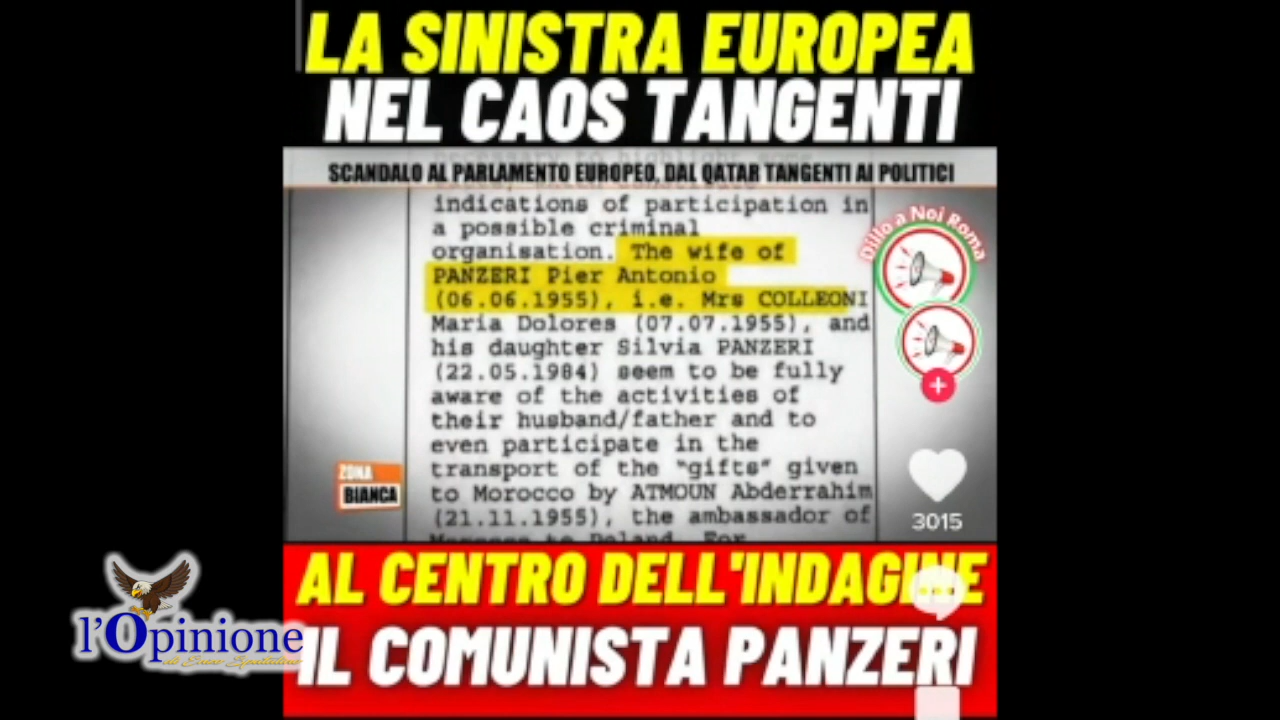 LA SINISTRA EUROPEA
NEL CAOS TANGENTI
SCANDALO AL PARLAMENTO EUROPEO, DAL QATAR TANGENTI AI POLITICI
indications of participation in
a possible criminal
organisation. The wife of
PANZERI Pier Antonio
(06.06.1955), i.e. Mrs COLLEONI
Maria Dolores (07.07.1955), and
his daughter Silvia PANZERI
(22.05.1984) seem to be fully
aware of the activities of
their husband/father and to
even participate in the
transport of the "gifts" given
to Morocco by ATMOUN Abderrahim
(21.11.1955), the ambassador of
Morocco to Poland. For
Dillo a Noi Roma
3015
ZONA
BIANCA
AL CENTRO DELL'INDAGINE
IL COMUNISTA PANZERI
l'Opinione